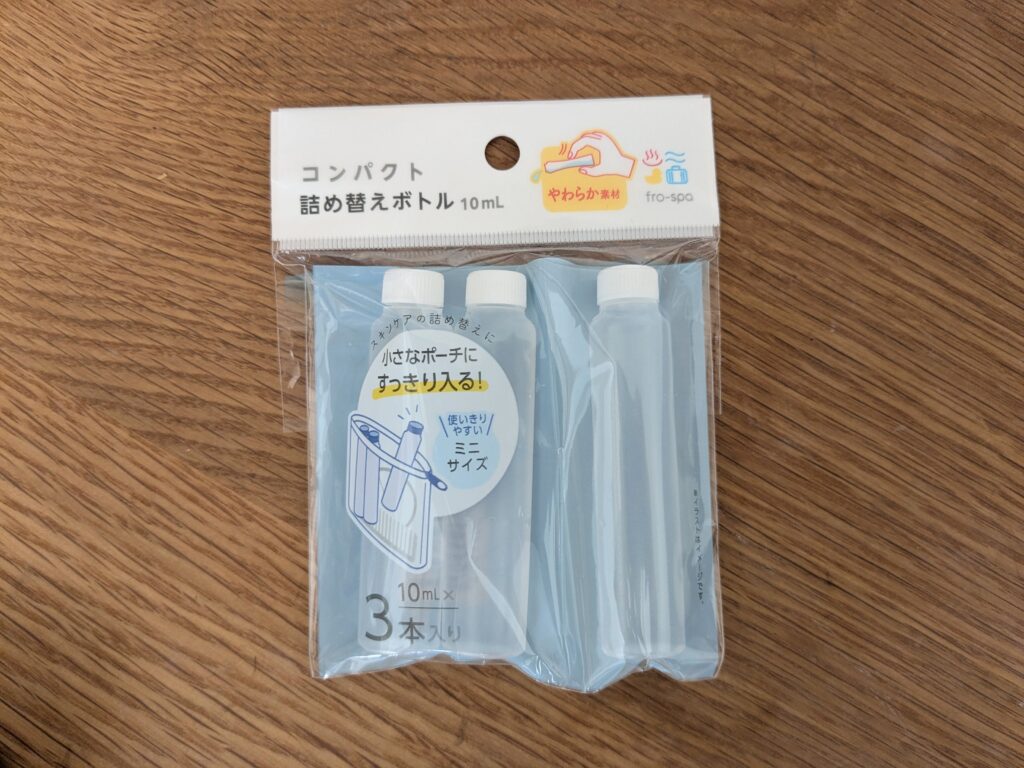 コンパクト
詰め替えボトル 10mL
やわらか素材
fro-spa
スキンケアの詰め替えに
小さなポーチに
すっきり入る!
使いきり
やすい
ミニ
サイズ
10mL×
3本入り
※イラストはイメージです。